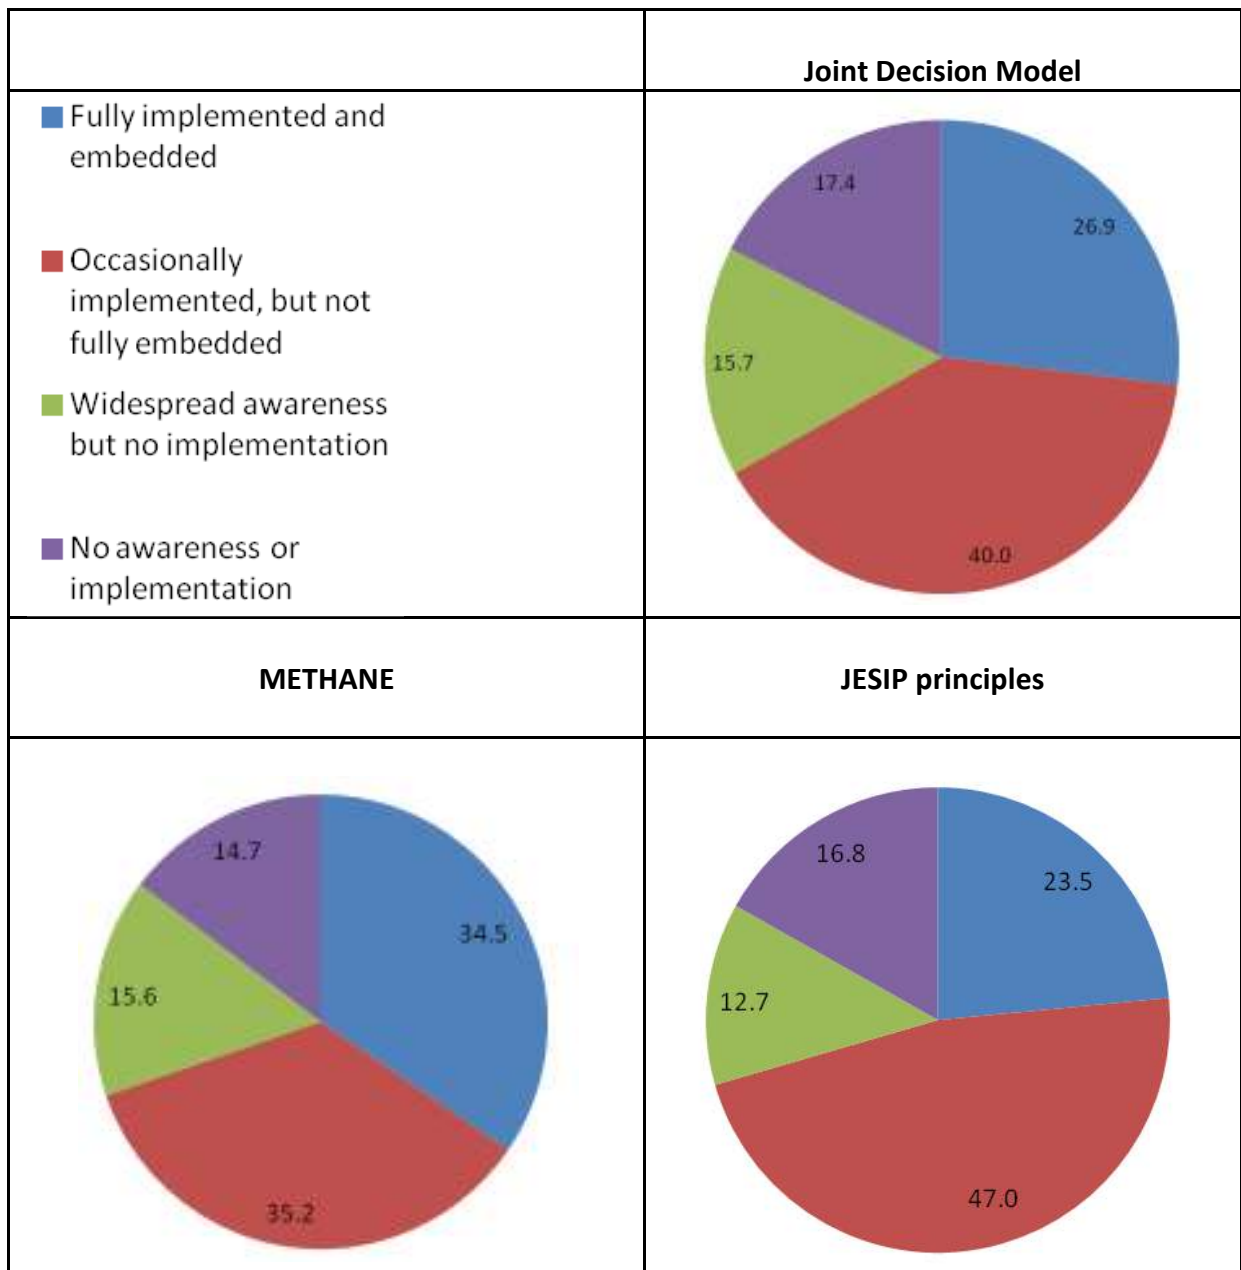 Joint Decision Model
Fully implemented and
embedded
Occasionally
implemented, but not
fully embedded
Widespread awareness
but no implementation
No awareness or
implementation
17.4
26.9
15.7
40.0
METHANE
JESIP principles
14.7
34.5
15.6
35.2
16.8
23.5
12.7
47.0